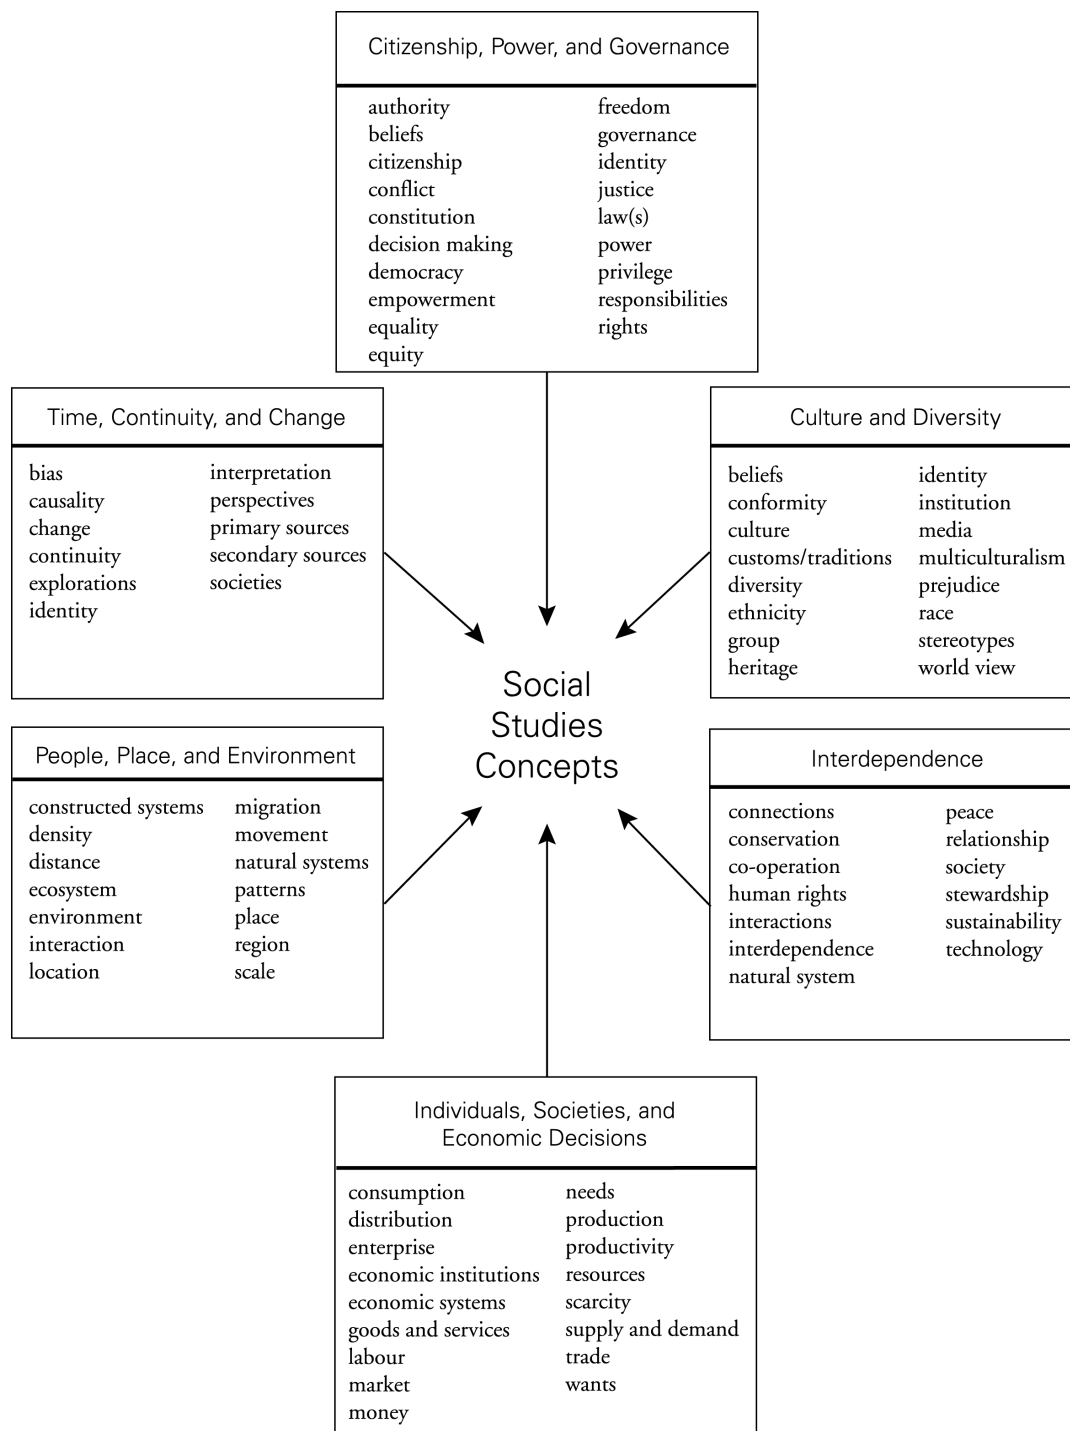 Citizenship, Power, and Governance
authority
beliefs
citizenship
conflict
constitution
decision making
democracy
empowerment
equality
equity
freedom
governance
identity
justice
law(s)
power
privilege
responsibilities
rights
Time, Continuity, and Change
bias
causality
change
continuity
explorations
identity
interpretation
perspectives
primary sources
secondary sources
societies
Culture and Diversity
beliefs
conformity
culture
customs/traditions
diversity
ethnicity
group
heritage
identity
institution
media
multiculturalism
prejudice
race
stereotypes
world view
Social
Studies
Concepts
People, Place, and Environment
constructed systems
density
distance
ecosystem
environment
interaction
location
migration
movement
natural systems
patterns
place
region
scale
Interdependence
connections
conservation
co-operation
human rights
interactions
interdependence
natural system
peace
relationship
society
stewardship
sustainability
technology
Individuals, Societies, and
Economic Decisions
consumption
distribution
enterprise
economic institutions
economic systems
goods and services
labour
market
money
needs
production
productivity
resources
scarcity
supply and demand
trade
wants